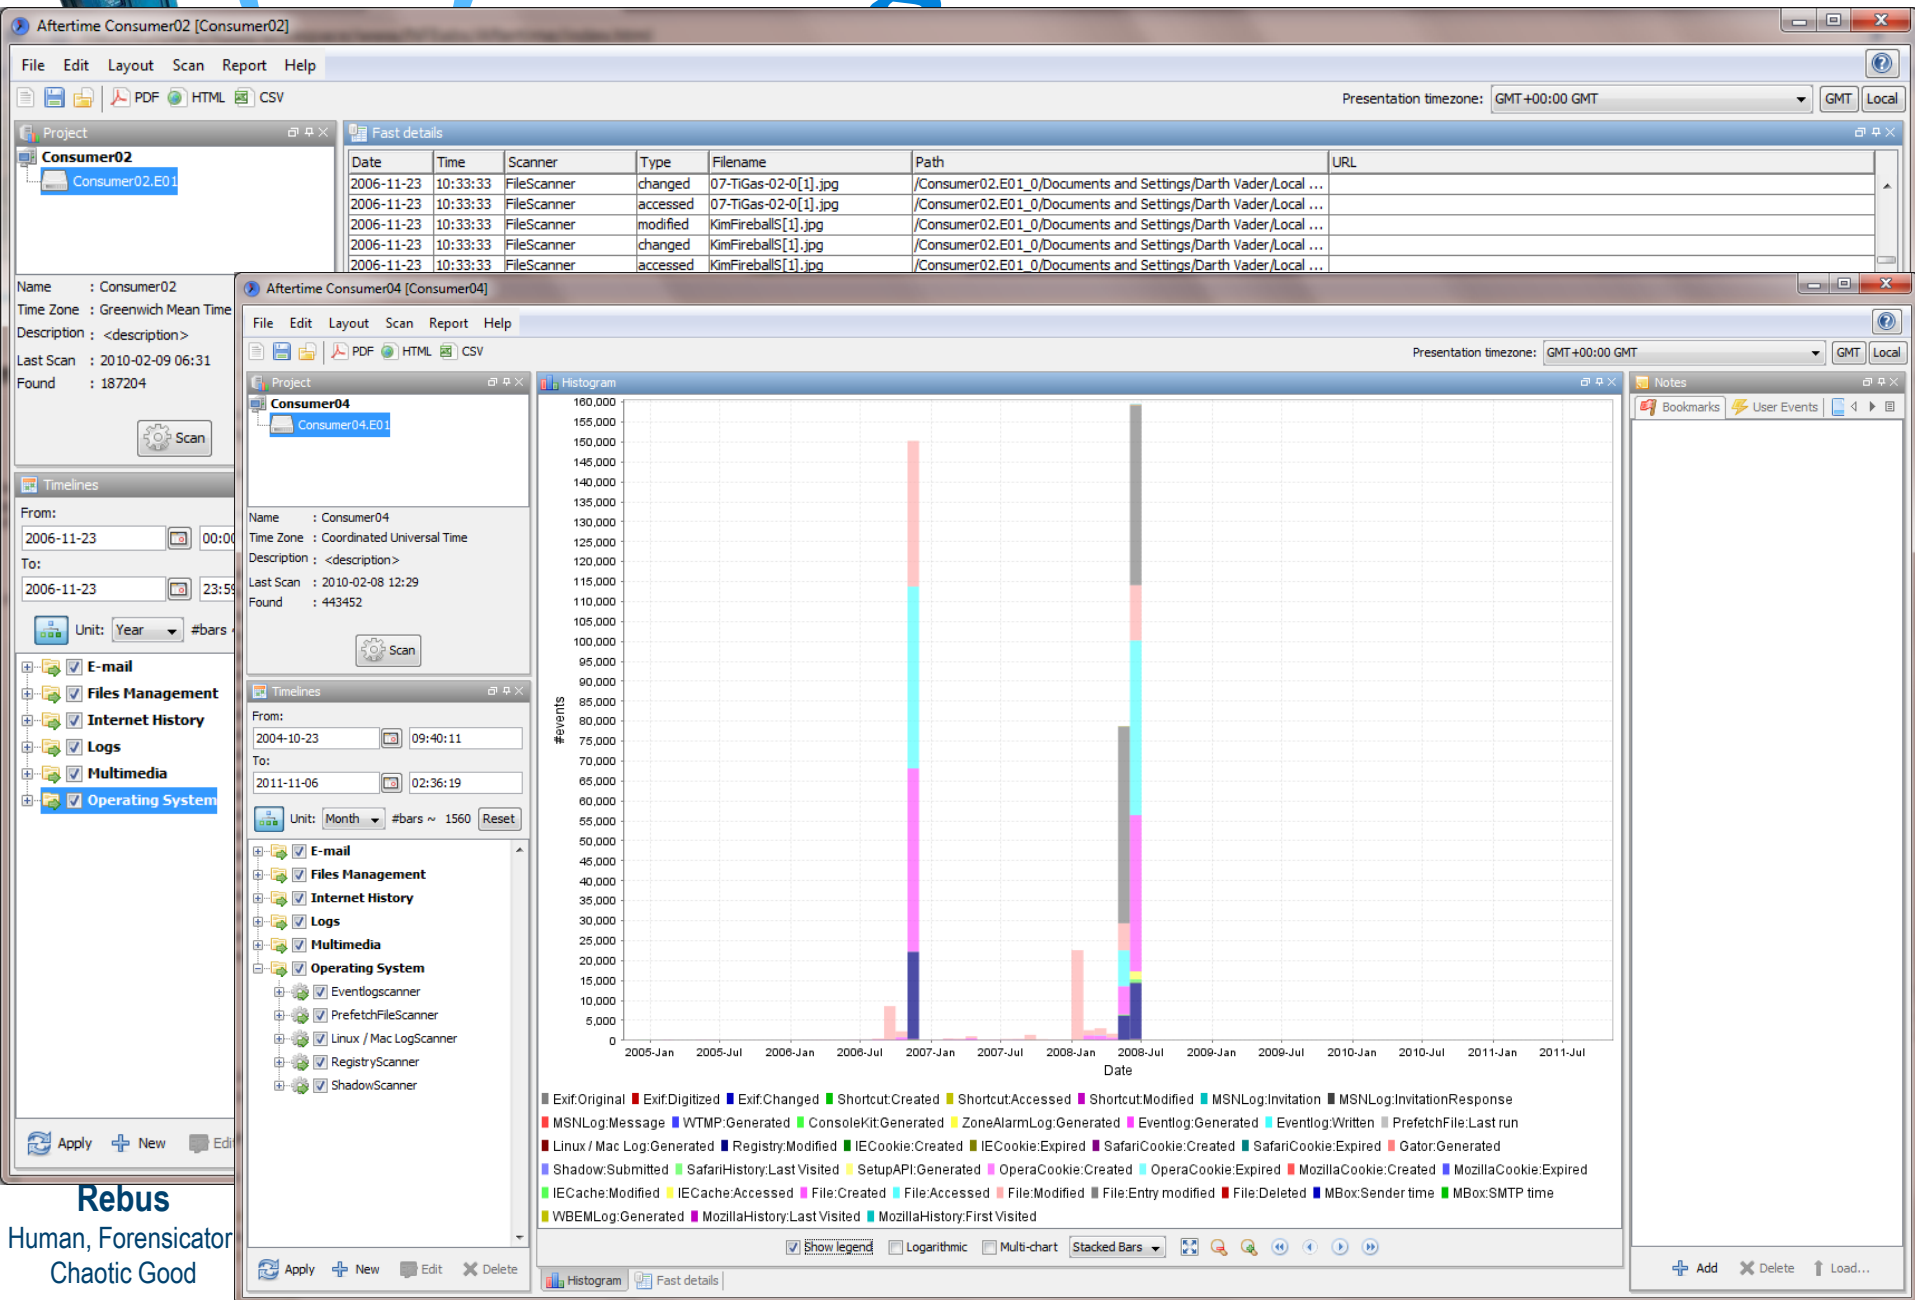 Aftertime Consumer02 [Consumer02]
File Edit Layout Scan Report Help
PDF HTML CSV
Presentation timezone: GMT+00:00 GMT GMT Local
Project
Consumer02
Consumer02.E01
Fast details
Date Time Scanner Type Filename Path URL
2006-11-23 10:33:33 FileScanner changed 07-TiGas-02-0[1].jpg /Consumer02.E01_0/Documents and Settings/Darth Vader/Local ...
2006-11-23 10:33:33 FileScanner accessed 07-TiGas-02-0[1].jpg /Consumer02.E01_0/Documents and Settings/Darth Vader/Local ...
2006-11-23 10:33:33 FileScanner modified KimFireballS[1].jpg /Consumer02.E01_0/Documents and Settings/Darth Vader/Local ...
2006-11-23 10:33:33 FileScanner changed KimFireballS[1].jpg /Consumer02.E01_0/Documents and Settings/Darth Vader/Local ...
2006-11-23 10:33:33 FileScanner accessed KimFireballS[1].jpg /Consumer02.E01_0/Documents and Settings/Darth Vader/Local ...
Name : Consumer02
Time Zone : Greenwich Mean Time
Description : <description>
Last Scan : 2010-02-09 06:31
Found : 187204
Scan
Timelines
From:
2006-11-23 00:00
To:
2006-11-23 23:59
Unit: Year #bars
E-mail
Files Management
Internet History
Logs
Multimedia
Operating System
Apply New Edi
Rebus
Human, Forensicator
Chaotic Good
Aftertime Consumer04 [Consumer04]
File Edit Layout Scan Report Help
PDF HTML CSV
Presentation timezone: GMT+00:00 GMT GMT Local
Project
Consumer04
Consumer04.E01
Name : Consumer04
Time Zone : Coordinated Universal Time
Description : <description>
Last Scan : 2010-02-08 12:29
Found : 443452
Scan
Timelines
From:
2004-10-23 09:40:11
To:
2011-11-06 02:36:19
Unit: Month #bars ~ 1560 Reset
E-mail
Files Management
Internet History
Logs
Multimedia
Operating System
Eventlogscanner
PrefetchFileScanner
Linux / Mac LogScanner
RegistryScanner
ShadowScanner
Apply New Edit Delete
Histogram
160,000
155,000
150,000
145,000
140,000
135,000
130,000
125,000
120,000
115,000
110,000
105,000
100,000
95,000
90,000
85,000
80,000
75,000
70,000
65,000
60,000
55,000
50,000
45,000
40,000
35,000
30,000
25,000
20,000
15,000
10,000
5,000
0
#events
2005-Jan 2005-Jul 2006-Jan 2006-Jul 2007-Jan 2007-Jul 2008-Jan 2008-Jul 2009-Jan 2009-Jul 2010-Jan 2010-Jul 2011-Jan 2011-Jul
Date
Exif:Original Exif:Digitized Exif:Changed Shortcut:Created Shortcut:Accessed Shortcut:Modified MSNLog:Invitation MSNLog:InvitationResponse
MSNLog:Message WTMP:Generated ConsoleKit:Generated ZoneAlarmLog:Generated Eventlog:Generated Eventlog:Written PrefetchFile:Last run
Linux / Mac Log:Generated Registry:Modified IECookie:Created IECookie:Expired SafariCookie:Created SafariCookie:Expired Gator:Generated
Shadow:Submitted SafariHistory:Last Visited SetupAPI:Generated OperaCookie:Created OperaCookie:Expired MozillaCookie:Created MozillaCookie:Expired
IECache:Modified IECache:Accessed File:Created File:Accessed File:Modified File:Entry modified File:Deleted MBox:Sender time MBox:SMTP time
WBEMLog:Generated MozillaHistory:Last Visited MozillaHistory:First Visited
Show legend Logarithmic Multi-chart Stacked Bars
Histogram Fast details
Notes
Bookmarks User Events
Add Delete Load...